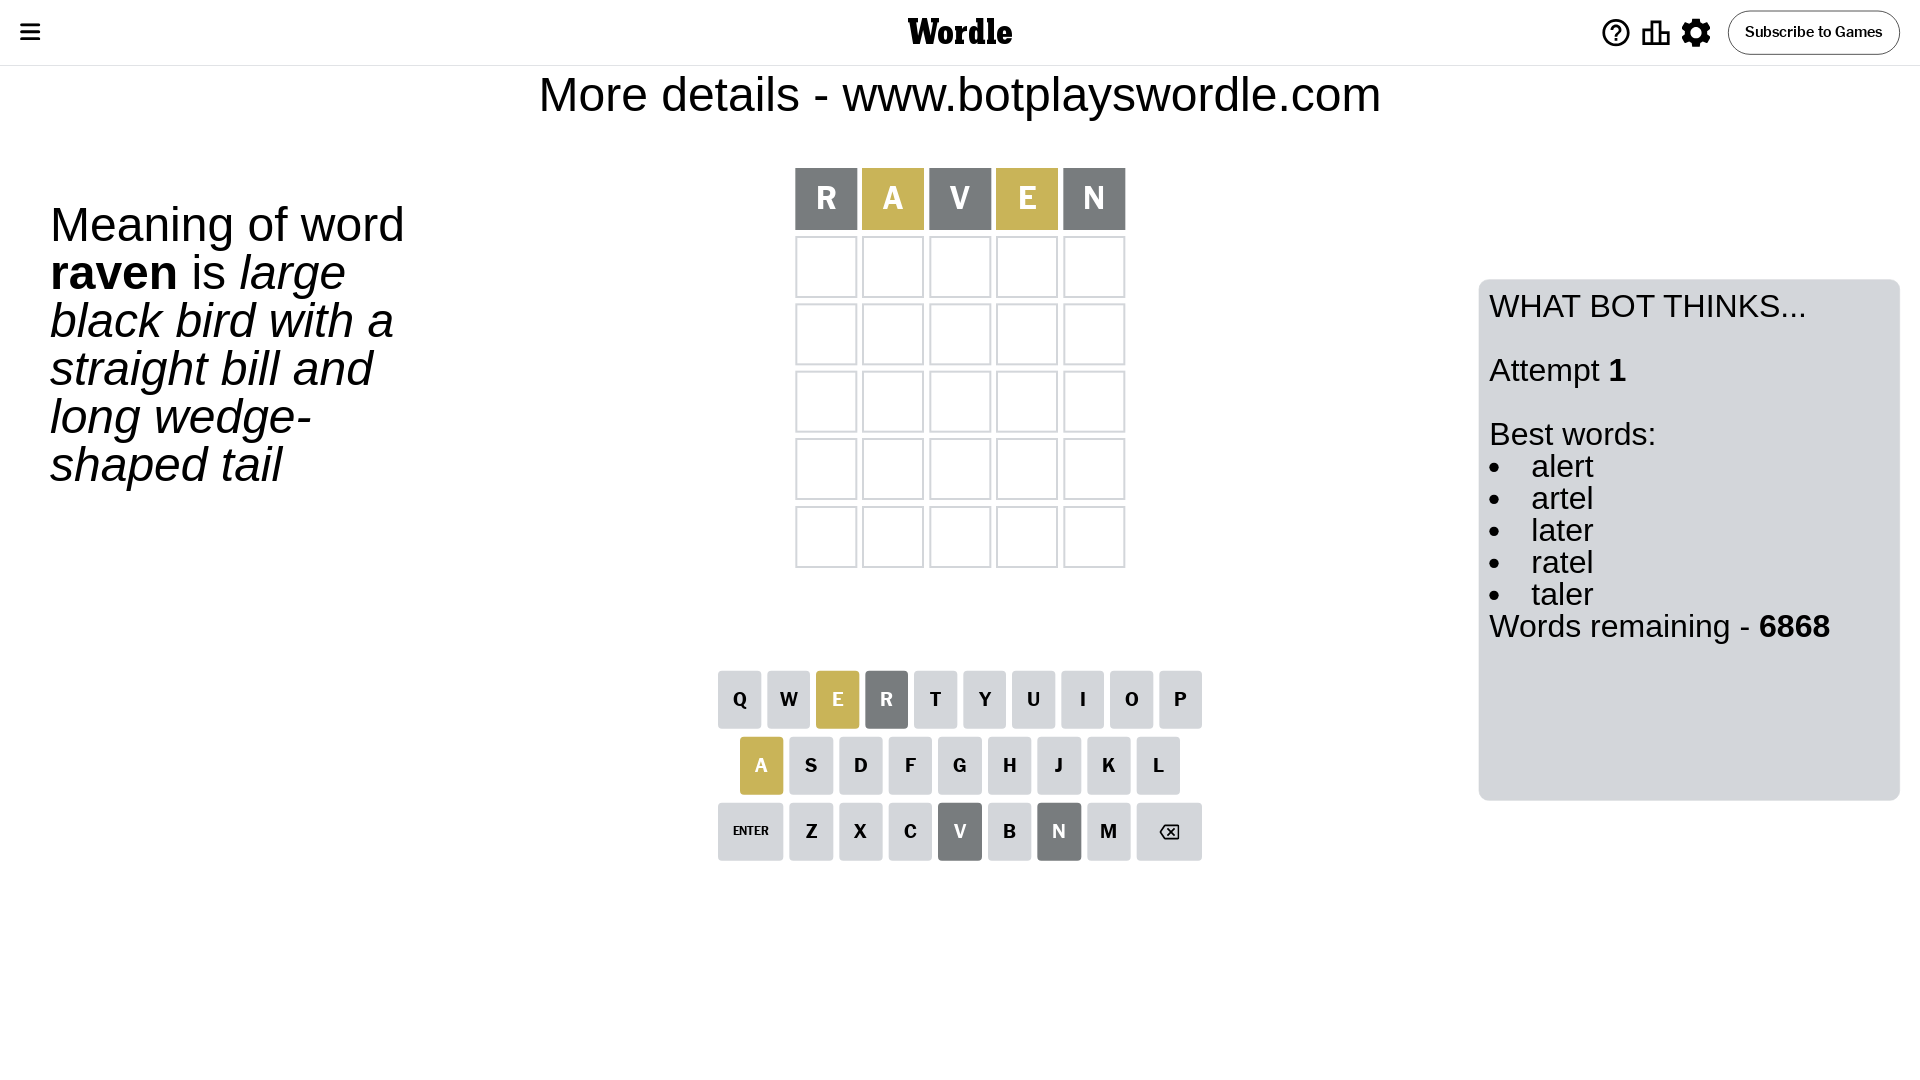 Wordle
Subscribe to Games
More details - www.botplayswordle.com
Meaning of word
raven is large
black bird with a
straight bill and
long wedge-
shaped tail
R A V E N
WHAT BOT THINKS...
Attempt 1
Best words:
• alert
• artel
• later
• ratel
• taler
Words remaining - 6868
Q W E R T Y U I O P
A S D F G H J K L
ENTER Z X C V B N M